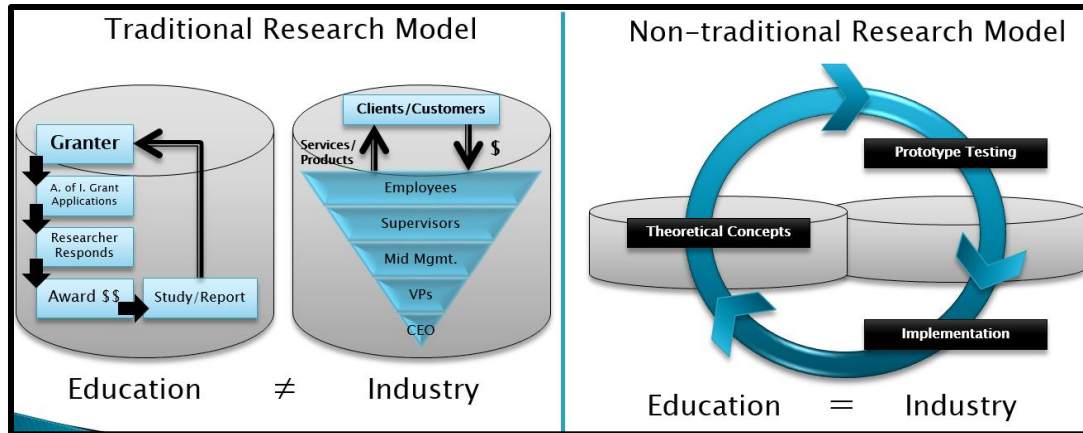 Traditional Research Model
Granter
A. of I. Grant
Applications
Researcher
Responds
Award $$
Study/Report
Clients/Customers
Services/
Products
$
Employees
Supervisors
Mid Mgmt.
VPs
CEO
Education ≠ Industry
Non-traditional Research Model
Prototype Testing
Theoretical Concepts
Implementation
Education = Industry